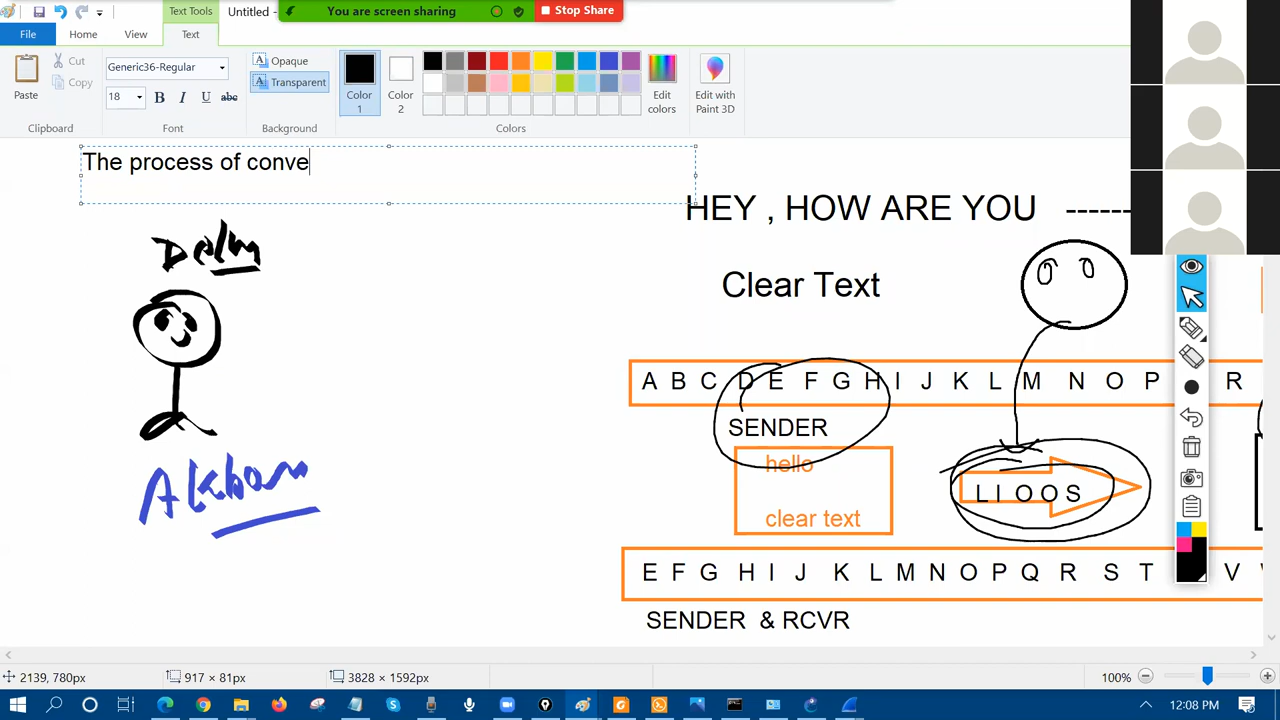 Text Tools
Untitled -
You are screen sharing
Stop Share
File
Home
View
Text
Paste
Cut
Copy
Clipboard
Generic36-Regular
18
B I U abc
Font
Opaque
Transparent
Background
Color 1
Color 2
Edit colors
Colors
Edit with Paint 3D
The process of conve
HEY , HOW ARE YOU -----
Clear Text
A B C D E F G H I J K L M N O P R
SENDER
hello
clear text
L I O O S
E F G H I J K L M N O P Q R S T V
SENDER & RCVR
Akbar
2139, 780px
917 × 81px
3828 × 1592px
100%
12:08 PM